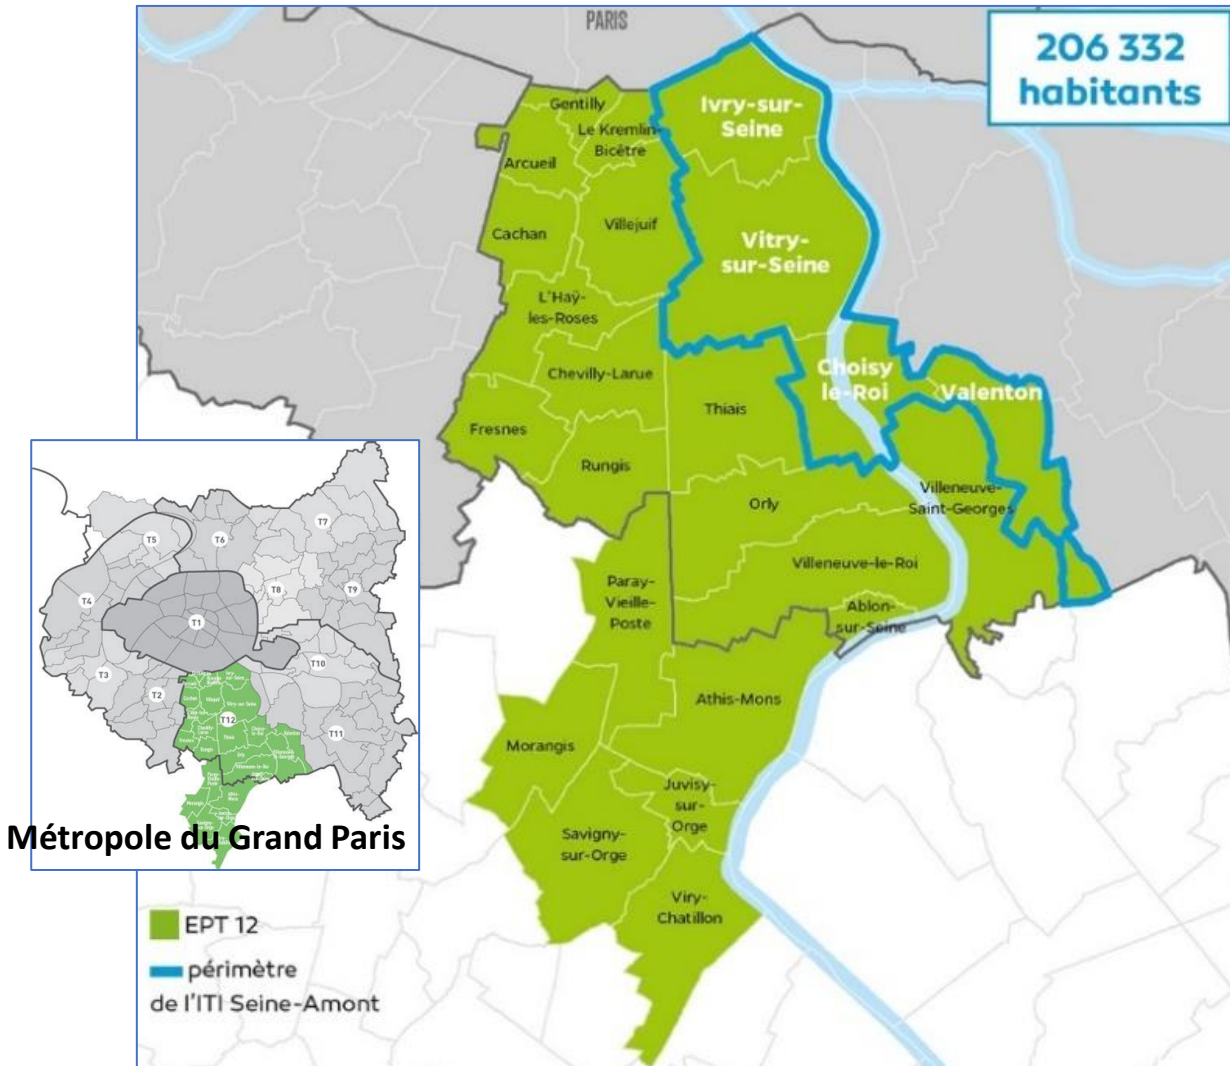 PARIS
206 332
habitants
Gentilly
Le Kremlin-
Bicêtre
Arcueil
Ivry-sur-
Seine
Cachan
Villejuif
Vitry-
sur-Seine
L'Haÿ-
les-Roses
Chevilly-Larue
Choisy
le-Roi
Valenton
Thiais
Fresnes
Rungis
Orly
Villeneuve-
Saint-Georges
Villeneuve-le-Roi
Paray-
Vieille-
Poste
Ablon-
sur-Seine
Athis-Mons
Morangis
Juvisy-
sur-
Orge
Savigny-
sur-Orge
Viry-
Chatillon
T5
T6
T7
T4
T8
T9
T1
T3
T2
T10
T12
T11
Métropole du Grand Paris
EPT 12
périmètre
de l'ITI Seine-Amont